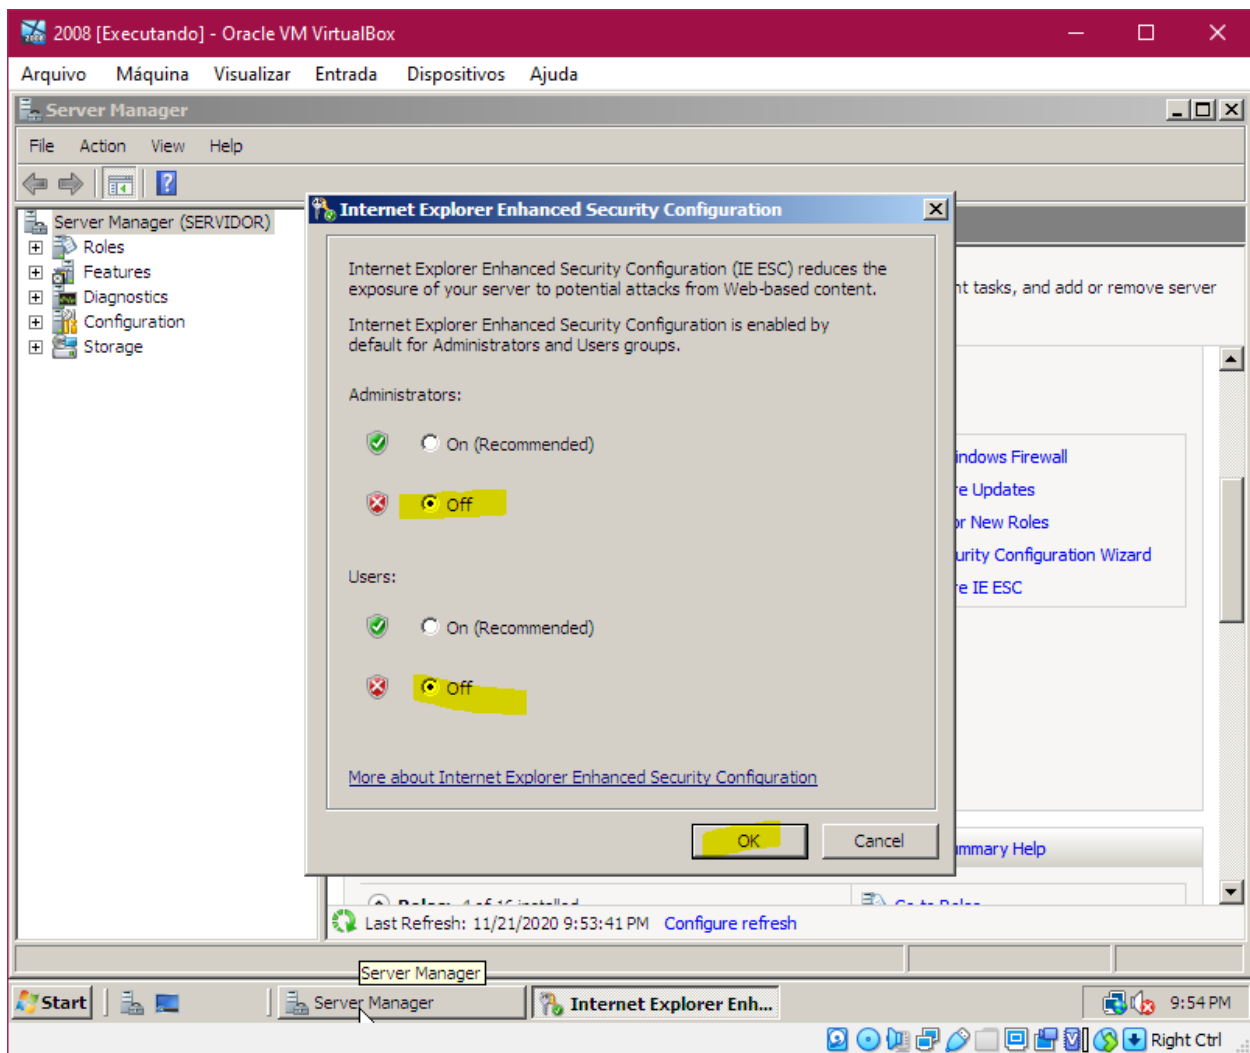 2008 [Executando] - Oracle VM VirtualBox
Arquivo Máquina Visualizar Entrada Dispositivos Ajuda
Server Manager
File Action View Help
Server Manager (SERVIDOR)
Roles
Features
Diagnostics
Configuration
Storage
Internet Explorer Enhanced Security Configuration
Internet Explorer Enhanced Security Configuration (IE ESC) reduces the
exposure of your server to potential attacks from Web-based content.
Internet Explorer Enhanced Security Configuration is enabled by
default for Administrators and Users groups.
Administrators:
On (Recommended)
Off
Users:
On (Recommended)
Off
More about Internet Explorer Enhanced Security Configuration
OK Cancel
tasks, and add or remove server
Firewall
Updates
New Roles
Configuration Wizard
IE ESC
Help
Last Refresh: 11/21/2020 9:53:41 PM Configure refresh
Server Manager
Start Server Manager Internet Explorer Enh... 9:54 PM
Right Ctrl